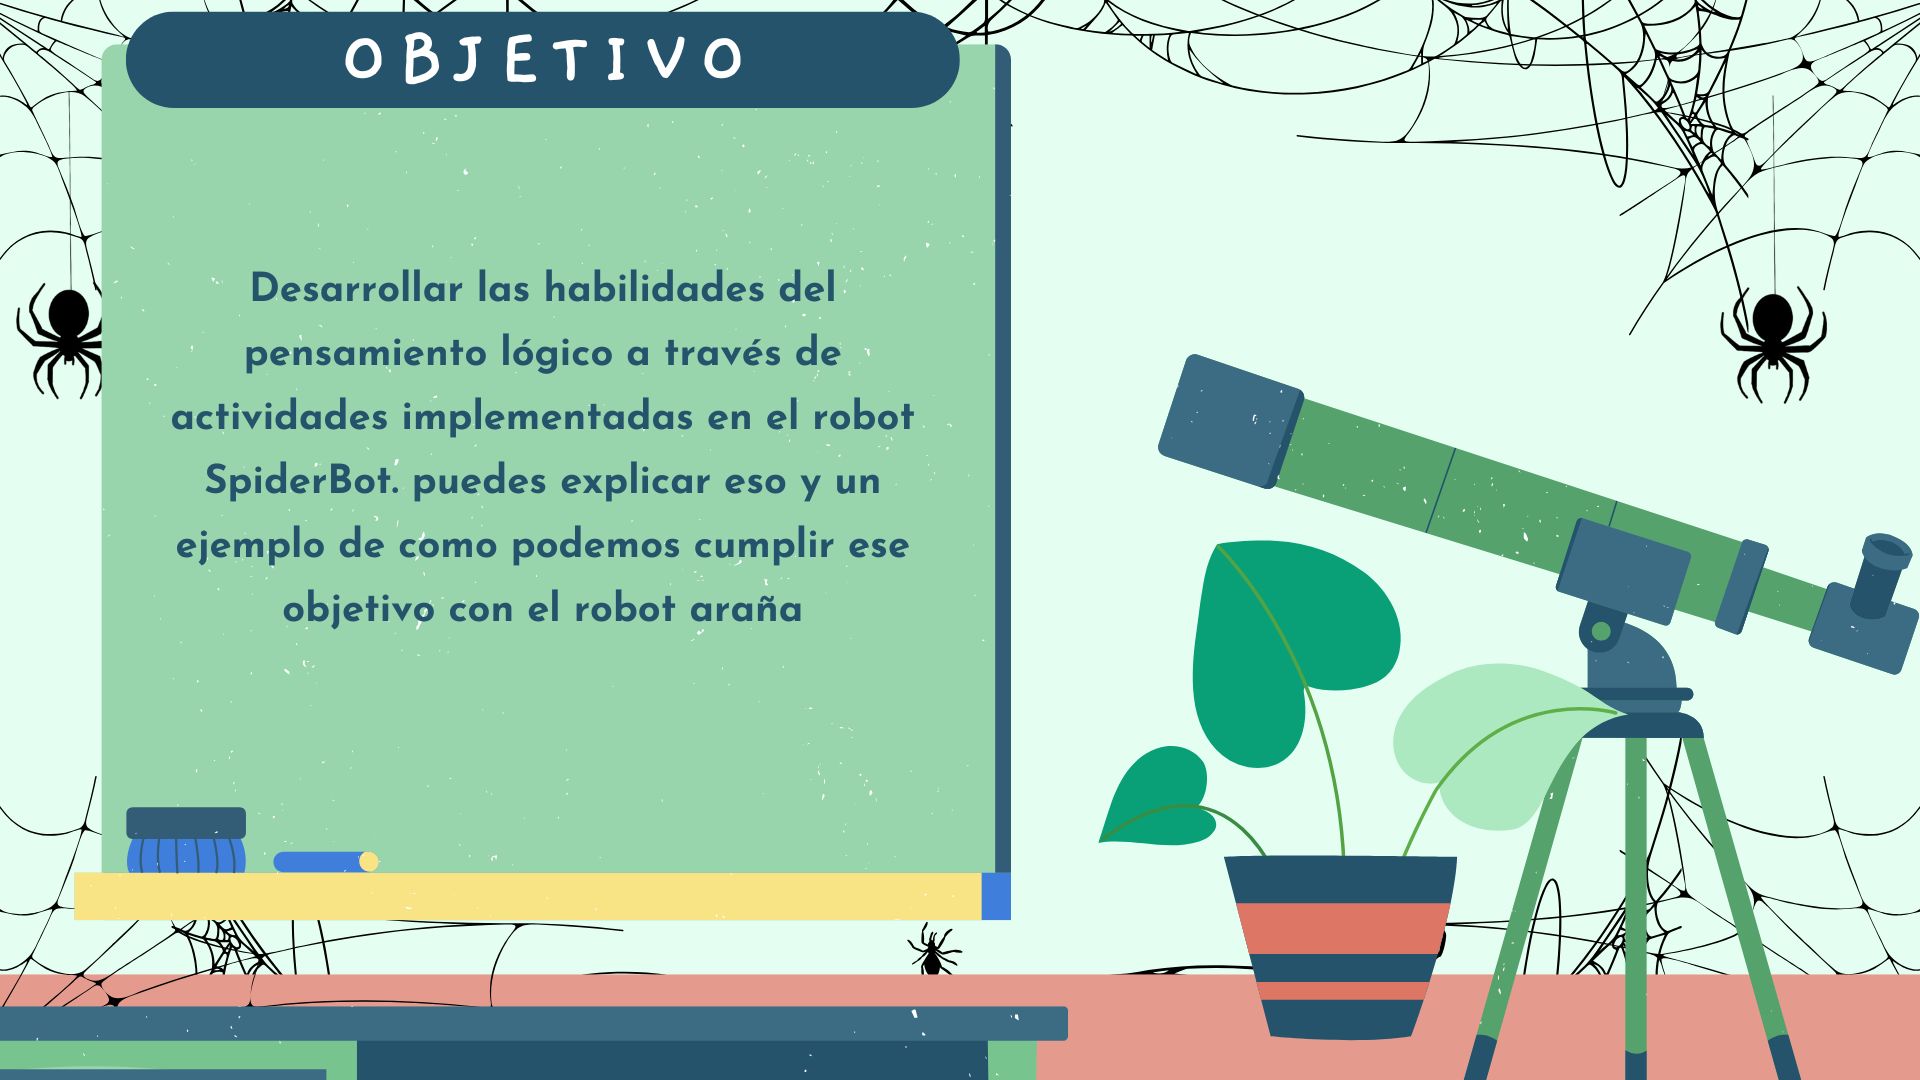 OBJETIVO
Desarrollar las habilidades del
pensamiento lógico a través de
actividades implementadas en el robot
SpiderBot. puedes explicar eso y un
ejemplo de como podemos cumplir ese
objetivo con el robot araña